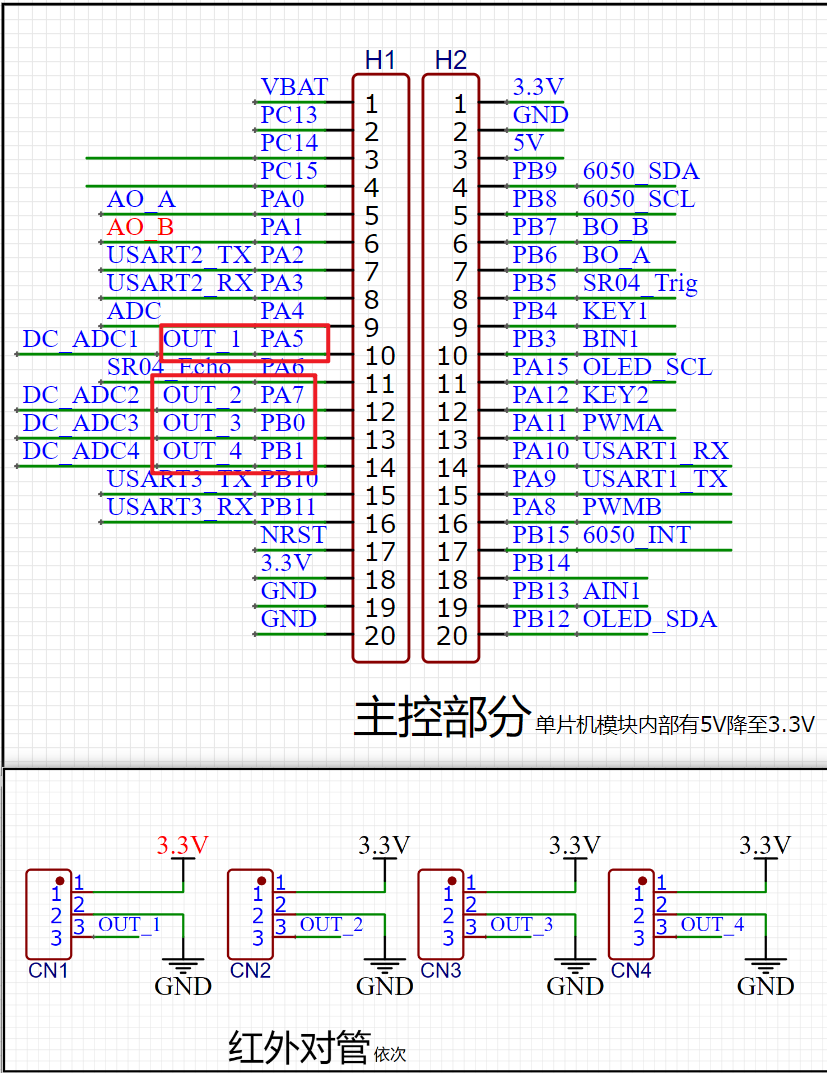 H1 H2
VBAT 1 1 3.3V
PC13 2 2 GND
PC14 3 3 5V
PC15 4 4 PB9 6050_SDA
AO_A PA0 5 5 PB8 6050_SCL
AO_B PA1 6 6 PB7 BO_B
USART2_TX PA2 7 7 PB6 BO_A
USART2_RX PA3 8 8 PB5 SR04_Trig
ADC PA4 9 9 PB4 KEY1
DC_ADC1 OUT_1 PA5 10 10 PB3 BIN1
SR04_Echo PA6 11 11 PA15 OLED_SCL
DC_ADC2 OUT_2 PA7 12 12 PA12 KEY2
DC_ADC3 OUT_3 PB0 13 13 PA11 PWMA
DC_ADC4 OUT_4 PB1 14 14 PA10 USART1_RX
USART3_TX PB10 15 15 PA9 USART1_TX
USART3_RX PB11 16 16 PA8 PWMB
NRST 17 17 PB15 6050_INT
3.3V 18 18 PB14
GND 19 19 PB13 AIN1
GND 20 20 PB12 OLED_SDA
主控部分 单片机模块内部有5V降至3.3V
3.3V 3.3V 3.3V 3.3V
1 1 1 1 1 1 1 1
2 2 2 2 2 2 2 2
3 3 OUT_1 3 3 OUT_2 3 3 OUT_3 3 3 OUT_4
CN1 CN2 CN3 CN4
GND GND GND GND
红外对管 依次